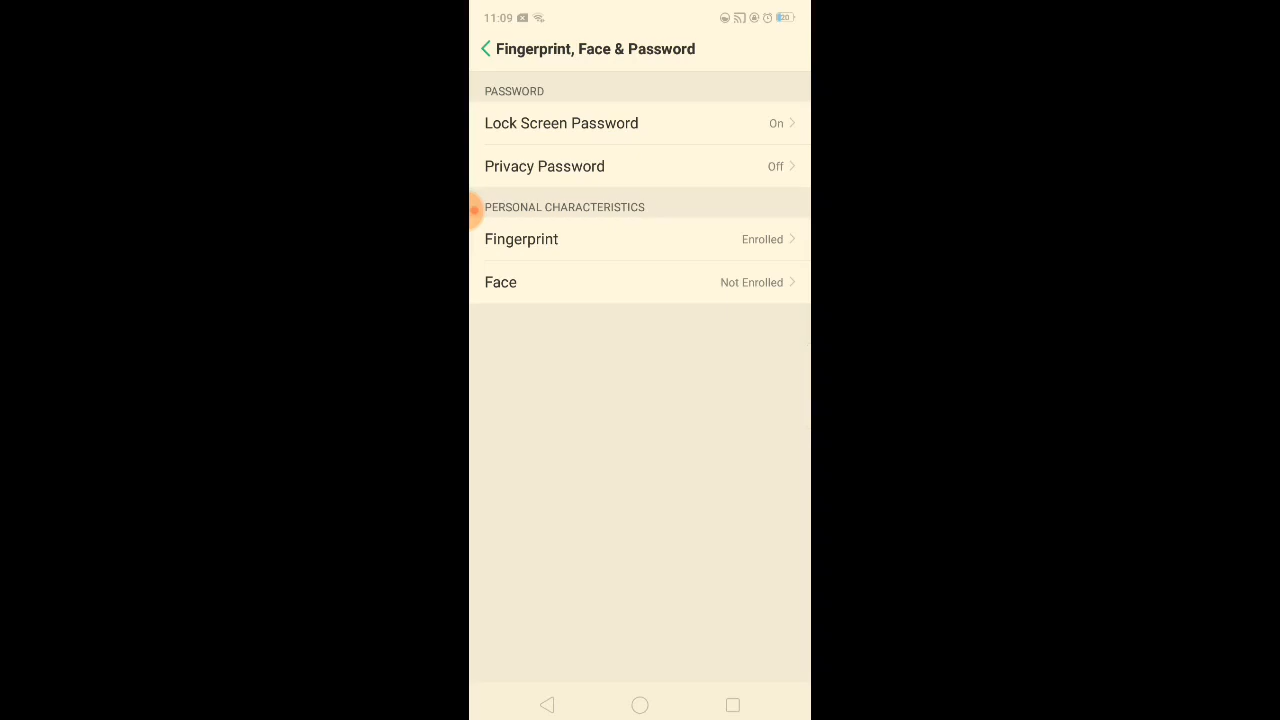 11:09 20
Fingerprint, Face & Password
PASSWORD
Lock Screen Password On
Privacy Password Off
PERSONAL CHARACTERISTICS
Fingerprint Enrolled
Face Not Enrolled